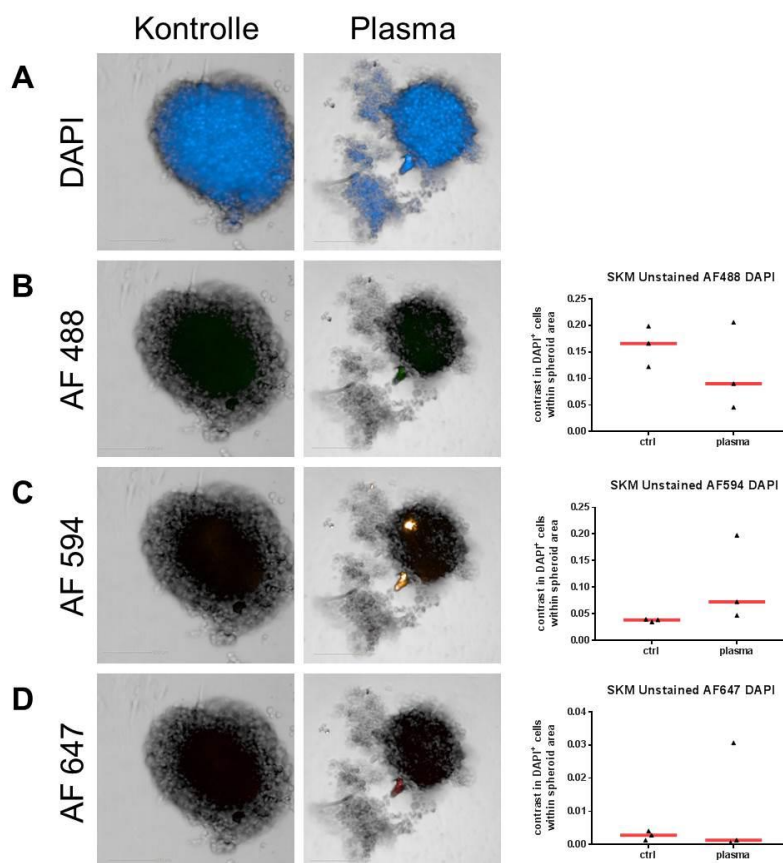 Kontrolle Plasma
A
DAPI
B
AF 488
SKM Unstained AF488 DAPI
contrast in DAPI⁺ cells
within spheroid area
0.25
0.20
0.15
0.10
0.05
0.00
ctrl plasma
C
AF 594
SKM Unstained AF594 DAPI
contrast in DAPI⁺ cells
within spheroid area
0.25
0.20
0.15
0.10
0.05
0.00
ctrl plasma
D
AF 647
SKM Unstained AF647 DAPI
contrast in DAPI⁺ cells
within spheroid area
0.04
0.03
0.02
0.01
0.00
ctrl plasma